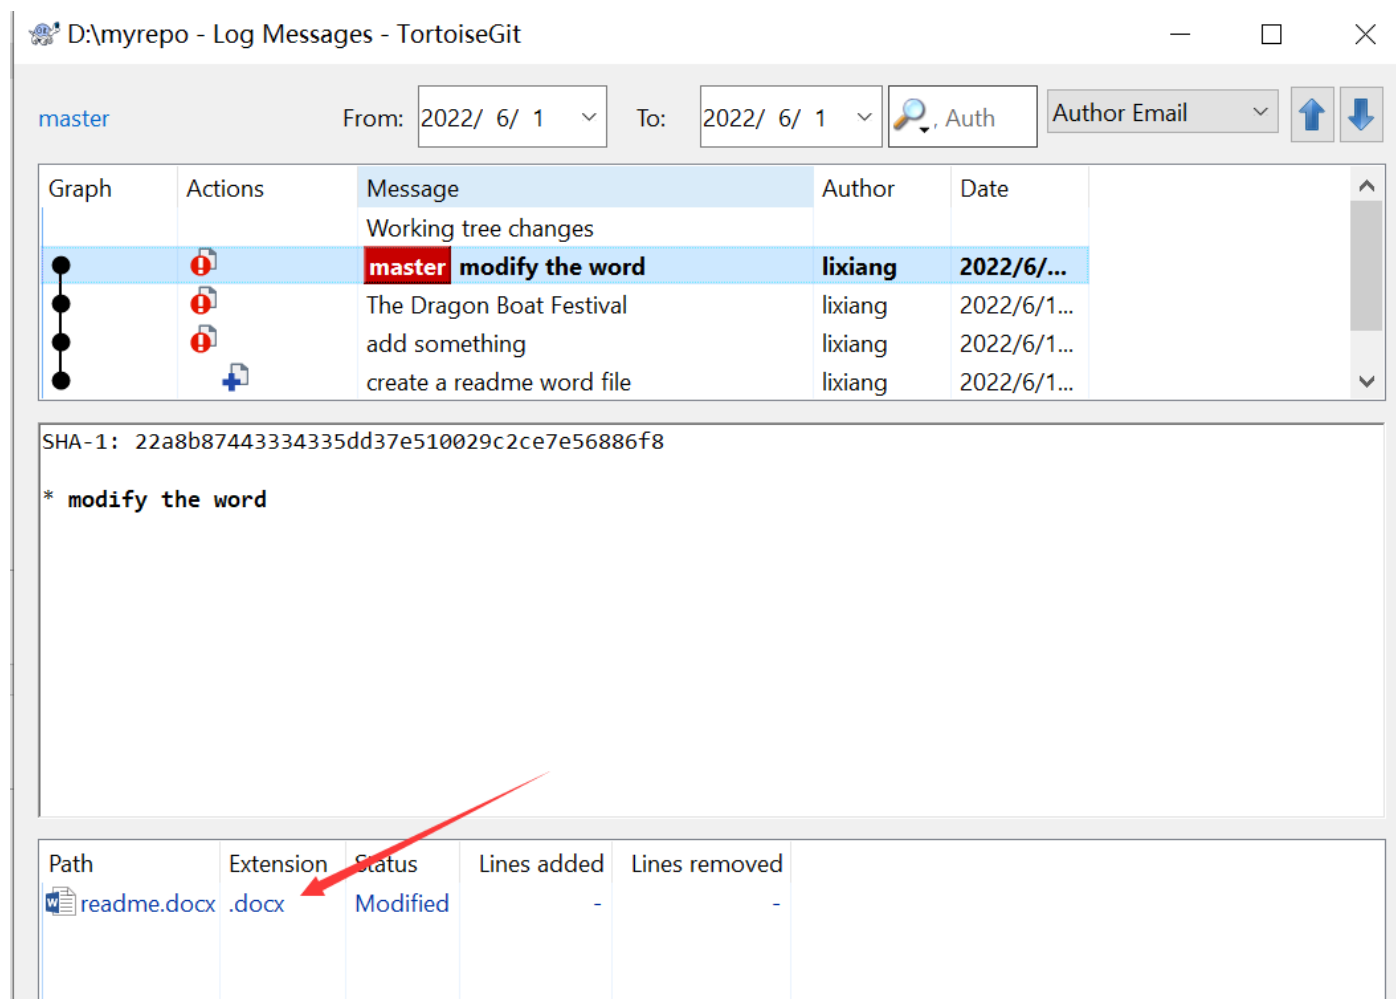 D:\myrepo - Log Messages - TortoiseGit
master From: 2022/ 6/ 1 To: 2022/ 6/ 1 , Auth Author Email
Graph Actions Message Author Date
Working tree changes
master modify the word lixiang 2022/6/...
The Dragon Boat Festival lixiang 2022/6/1...
add something lixiang 2022/6/1...
create a readme word file lixiang 2022/6/1...
SHA-1: 22a8b87443334335dd37e510029c2ce7e56886f8
* modify the word
Path Extension Status Lines added Lines removed
readme.docx .docx Modified - -